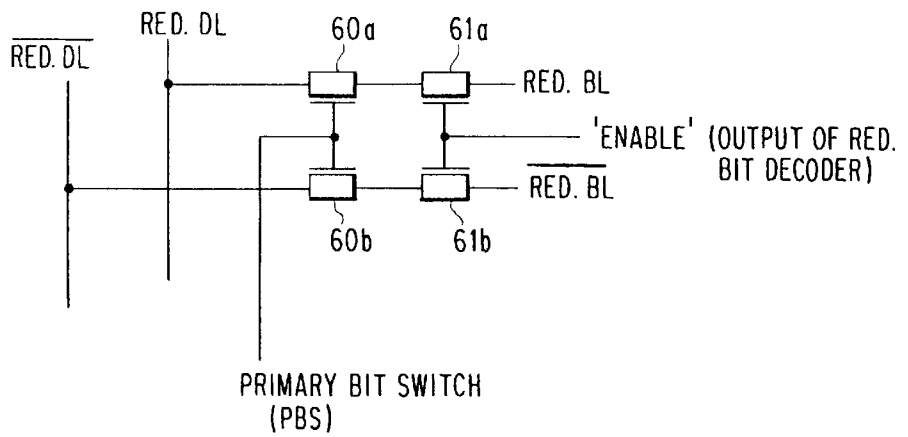 RED. DL
RED. DL
60a
61a
RED. BL
'ENABLE' (OUTPUT OF RED.
BIT DECODER)
RED. BL
60b
61b
PRIMARY BIT SWITCH
(PBS)